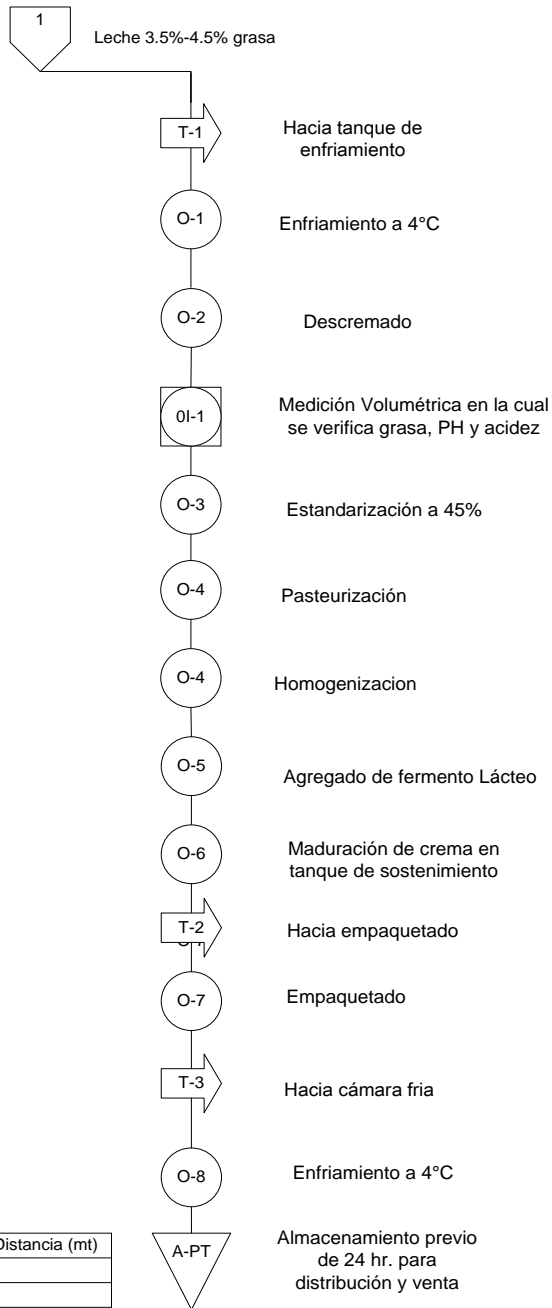 1
Leche 3.5%-4.5% grasa
T-1
Hacia tanque de
enfriamiento
O-1
Enfriamiento a 4°C
O-2
Descremado
0I-1
Medición Volumétrica en la cual
se verifica grasa, PH y acidez
O-3
Estandarización a 45%
O-4
Pasteurización
O-4
Homogenizacion
O-5
Agregado de fermento Lácteo
O-6
Maduración de crema en
tanque de sostenimiento
T-2
Hacia empaquetado
O-7
Empaquetado
T-3
Hacia cámara fria
O-8
Enfriamiento a 4°C
A-PT
Almacenamiento previo
de 24 hr. para
distribución y venta
Distancia (mt)